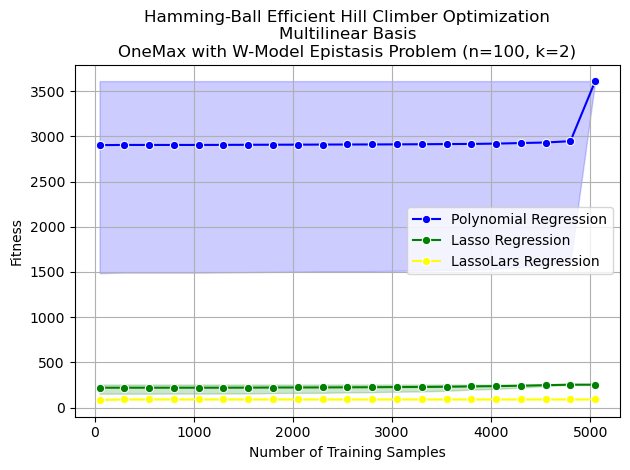 Hamming-Ball Efficient Hill Climber Optimization
Multilinear Basis
OneMax with W-Model Epistasis Problem (n=100, k=2)
3500
3000
2500
2000
1500
1000
500
0
Fitness
Polynomial Regression
Lasso Regression
LassoLars Regression
0 1000 2000 3000 4000 5000
Number of Training Samples